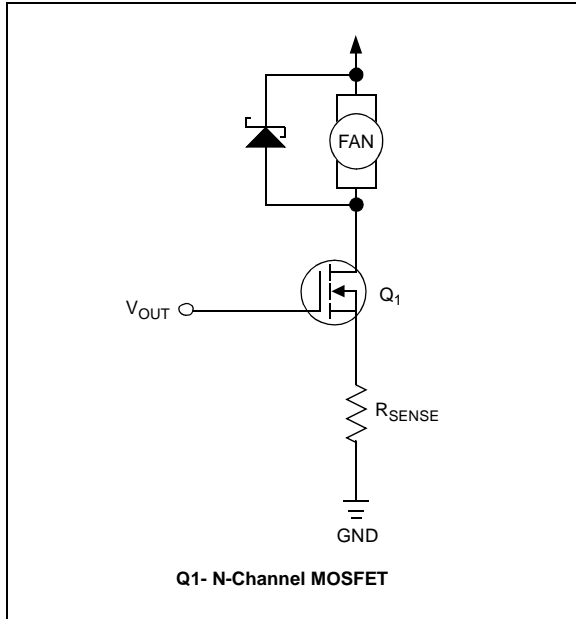 FAN
Q1
VOUT
RSENSE
GND
Q1- N-Channel MOSFET